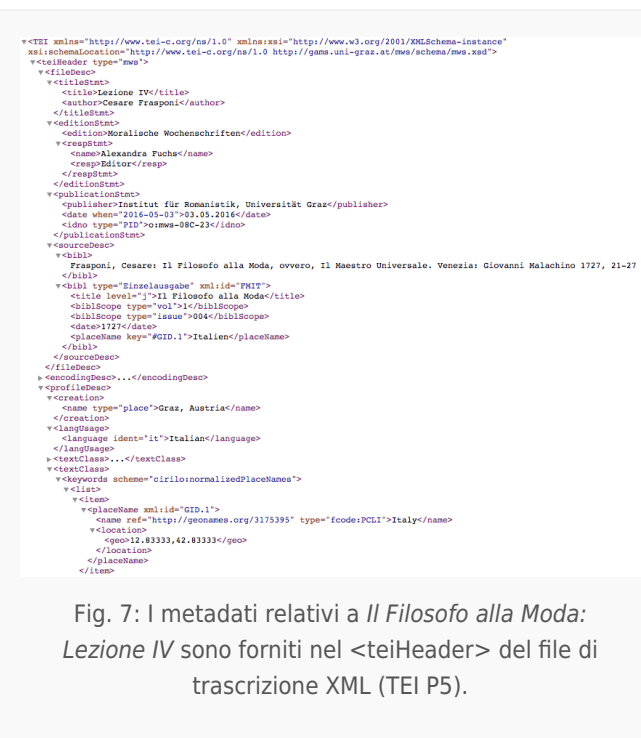 ▼<TEI xmlns="http://www.tei-c.org/ns/1.0" xmlns:xsi="http://www.w3.org/2001/XMLSchema-instance"
xsi:schemaLocation="http://www.tei-c.org/ns/1.0 http://gams.uni-graz.at/mws/schema/mws.xsd">
▼<teiHeader type="mws">
▼<fileDesc>
▼<titleStmt>
<title>Lezione IV</title>
<author>Cesare Frasponi</author>
</titleStmt>
▼<editionStmt>
<edition>Moralische Wochenschriften</edition>
▼<respStmt>
<name>Alexandra Fuchs</name>
<resp>Editor</resp>
</respStmt>
</editionStmt>
▼<publicationStmt>
<publisher>Institut für Romanistik, Universität Graz</publisher>
<date when="2016-05-03">03.05.2016</date>
<idno type="PID">o:mws-08C-23</idno>
</publicationStmt>
▼<sourceDesc>
▼<bibl>
Frasponi, Cesare: Il Filosofo alla Moda, ovvero, Il Maestro Universale. Venezia: Giovanni Malachino 1727, 21-27
</bibl>
▼<bibl type="Einzelausgabe" xml:id="FMIT">
<title level="j">Il Filosofo alla Moda</title>
<biblScope type="vol">1</biblScope>
<biblScope type="issue">004</biblScope>
<date>1727</date>
<placeName key="#GID.1">Italien</placeName>
</bibl>
</sourceDesc>
</fileDesc>
▶<encodingDesc>...</encodingDesc>
▼<profileDesc>
▼<creation>
<name type="place">Graz, Austria</name>
</creation>
▼<langUsage>
<language ident="it">Italian</language>
</langUsage>
▶<textClass>...</textClass>
▼<textClass>
▼<keywords scheme="cirilo:normalizedPlaceNames">
▼<list>
▼<item>
▼<placeName xml:id="GID.1">
<name ref="http://geonames.org/3175395" type="fcode:PCLI">Italy</name>
▼<location>
<geo>12.83333,42.83333</geo>
</location>
</placeName>
</item>
Fig. 7: I metadati relativi a Il Filosofo alla Moda:
Lezione IV sono forniti nel <teiHeader> del file di
trascrizione XML (TEI P5).